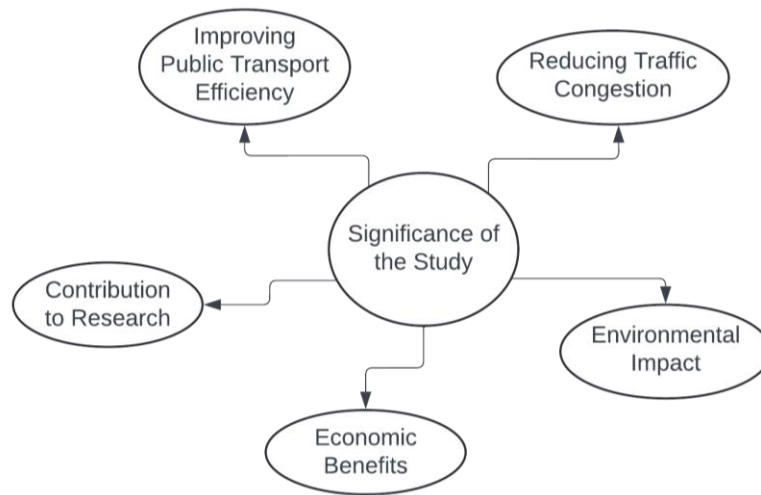 Improving
Public Transport
Efficiency
Reducing Traffic
Congestion
Significance of
the Study
Contribution
to Research
Environmental
Impact
Economic
Benefits